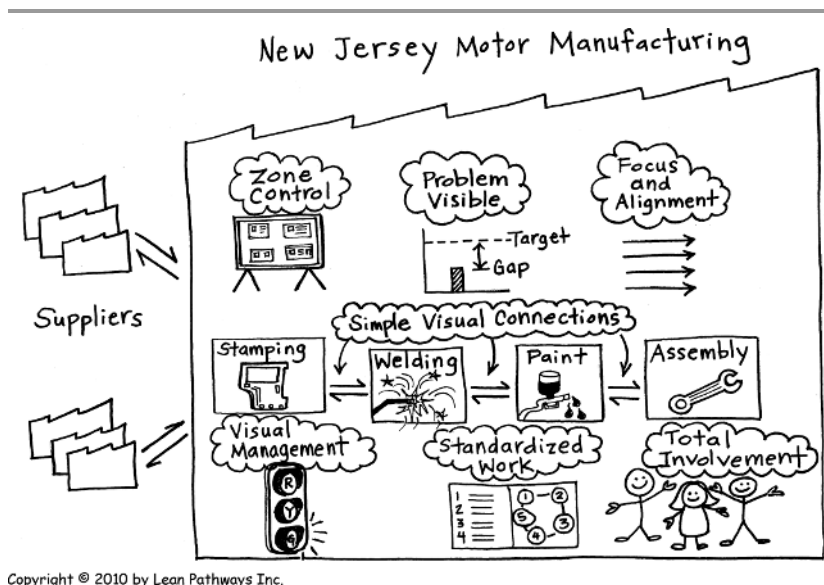 New Jersey Motor Manufacturing
Zone
Control
Problem
Visible
Focus
and
Alignment
Target
Gap
Suppliers
Simple Visual Connections
Stamping
Welding
Paint
Assembly
Visual
Management
Standardized
Work
Total
Involvement
R
Y
G
1
2
3
4
1
2
3
4
5
Copyright © 2010 by Lean Pathways Inc.